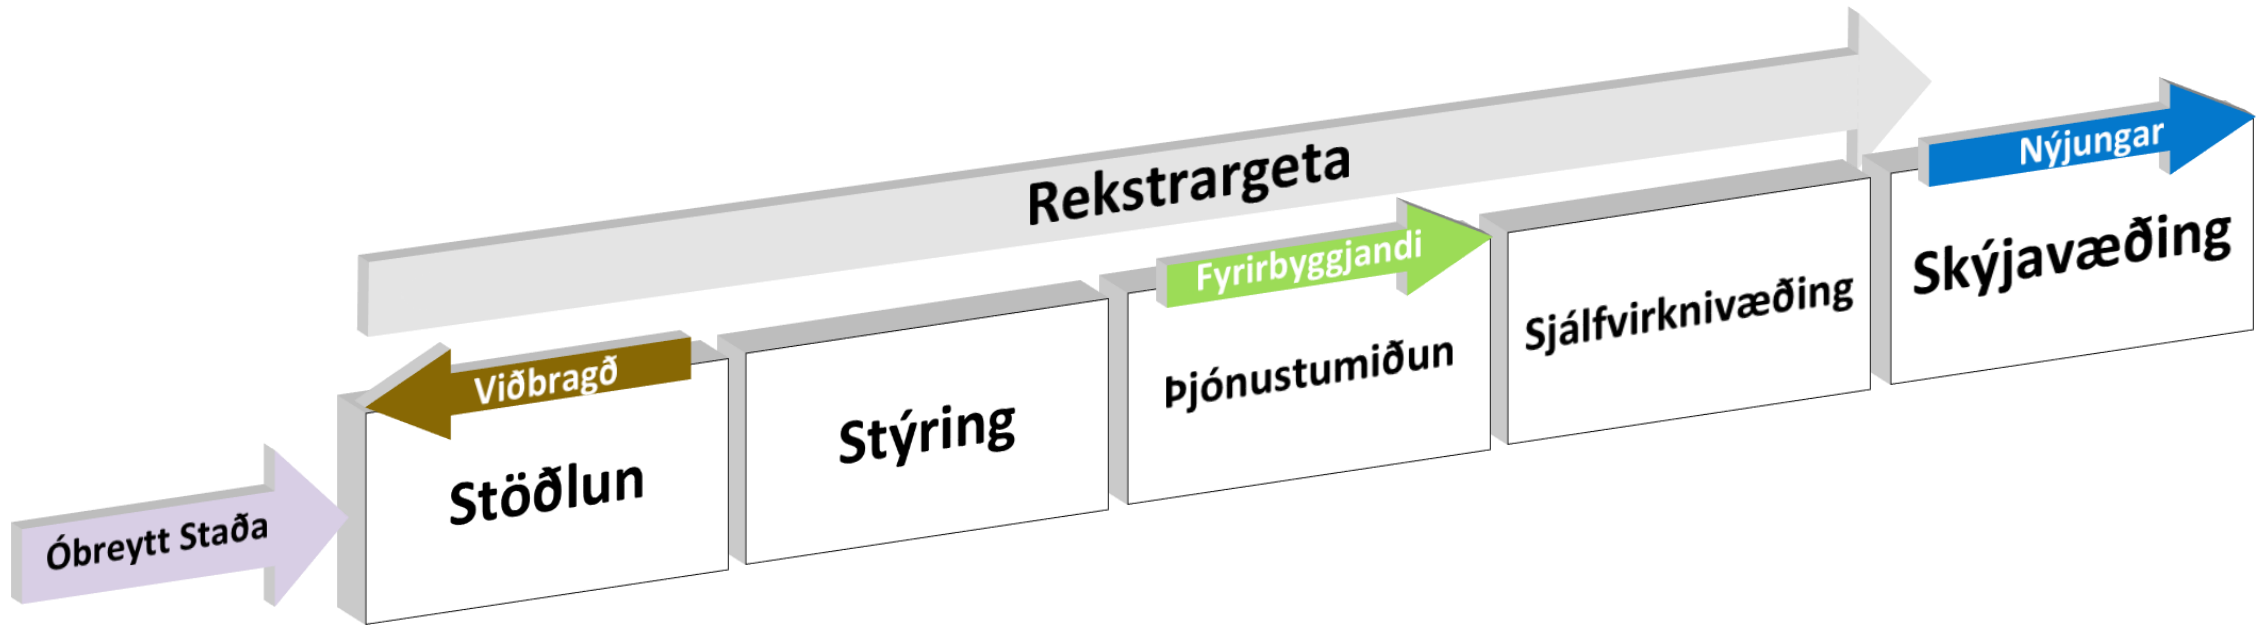 Rekstrargeta
Nýjungar
Fyrirbyggjandi
Viðbragð
Óbreytt Staða
Stöðlun
Stýring
Þjónustumiðun
Sjálfvirknivæðing
Skýjavæðing